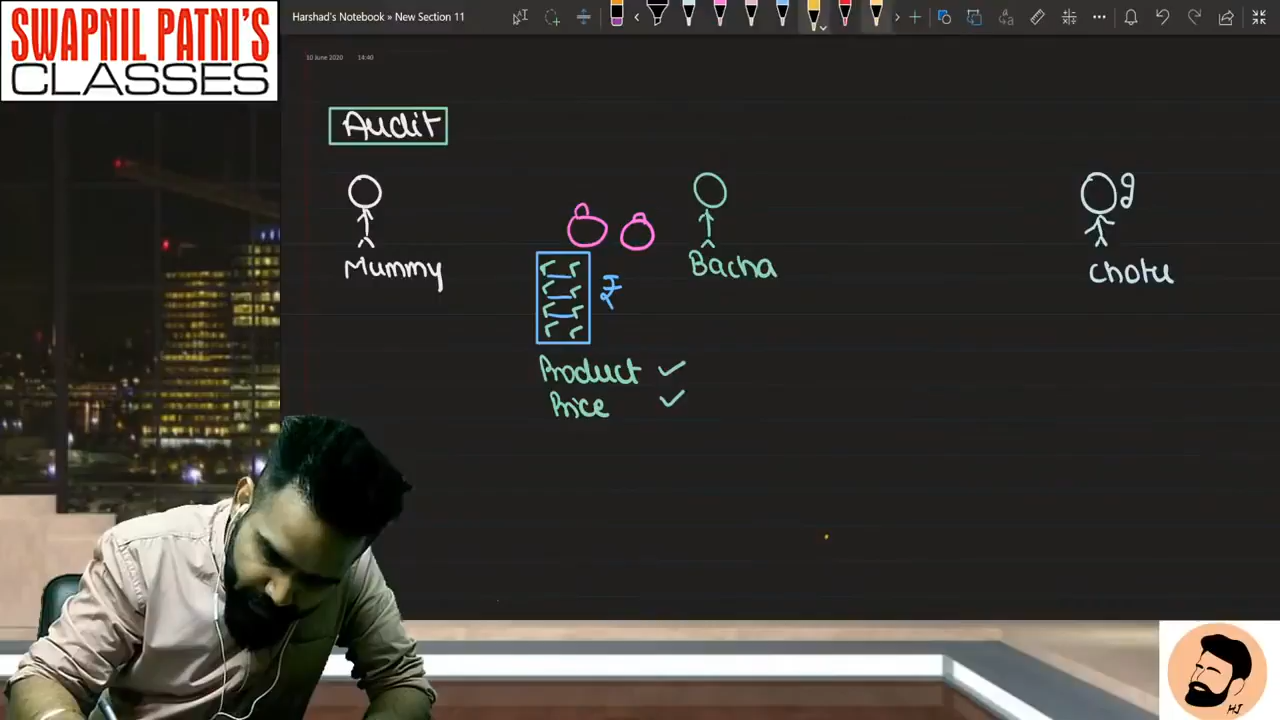 SWAPNIL PATNI'S
CLASSES
Harshad's Notebook » New Section 11
10 June 2020 14:40
Audit
Mummy
Bacha
Chotu
₹
Product ✓
Price ✓
HJ